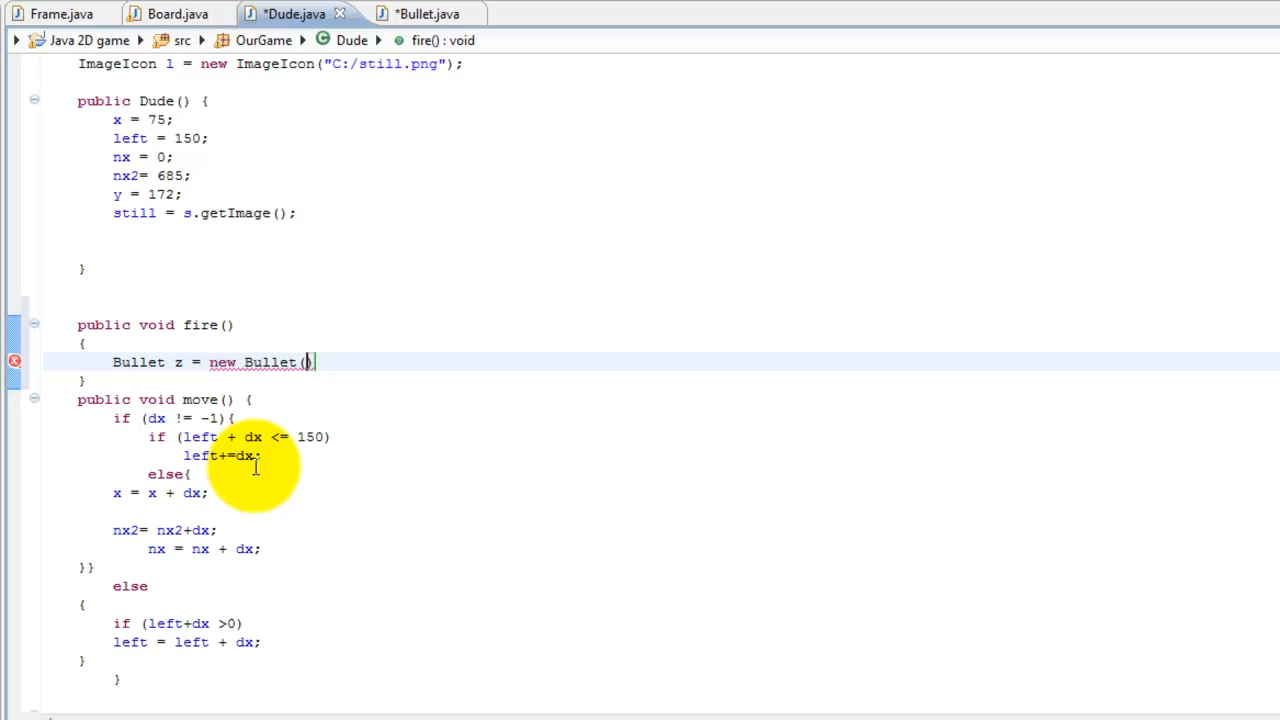 Frame.java Board.java *Dude.java *Bullet.java
Java 2D game src OurGame Dude fire() : void
ImageIcon l = new ImageIcon("C:/still.png");
public Dude() {
x = 75;
left = 150;
nx = 0;
nx2= 685;
y = 172;
still = s.getImage();
}
public void fire()
{
Bullet z = new Bullet()
}
public void move() {
if (dx != -1){
if (left + dx <= 150)
left+=dx;
else{
x = x + dx;
nx2= nx2+dx;
nx = nx + dx;
}}
else
{
if (left+dx >0)
left = left + dx;
}
}